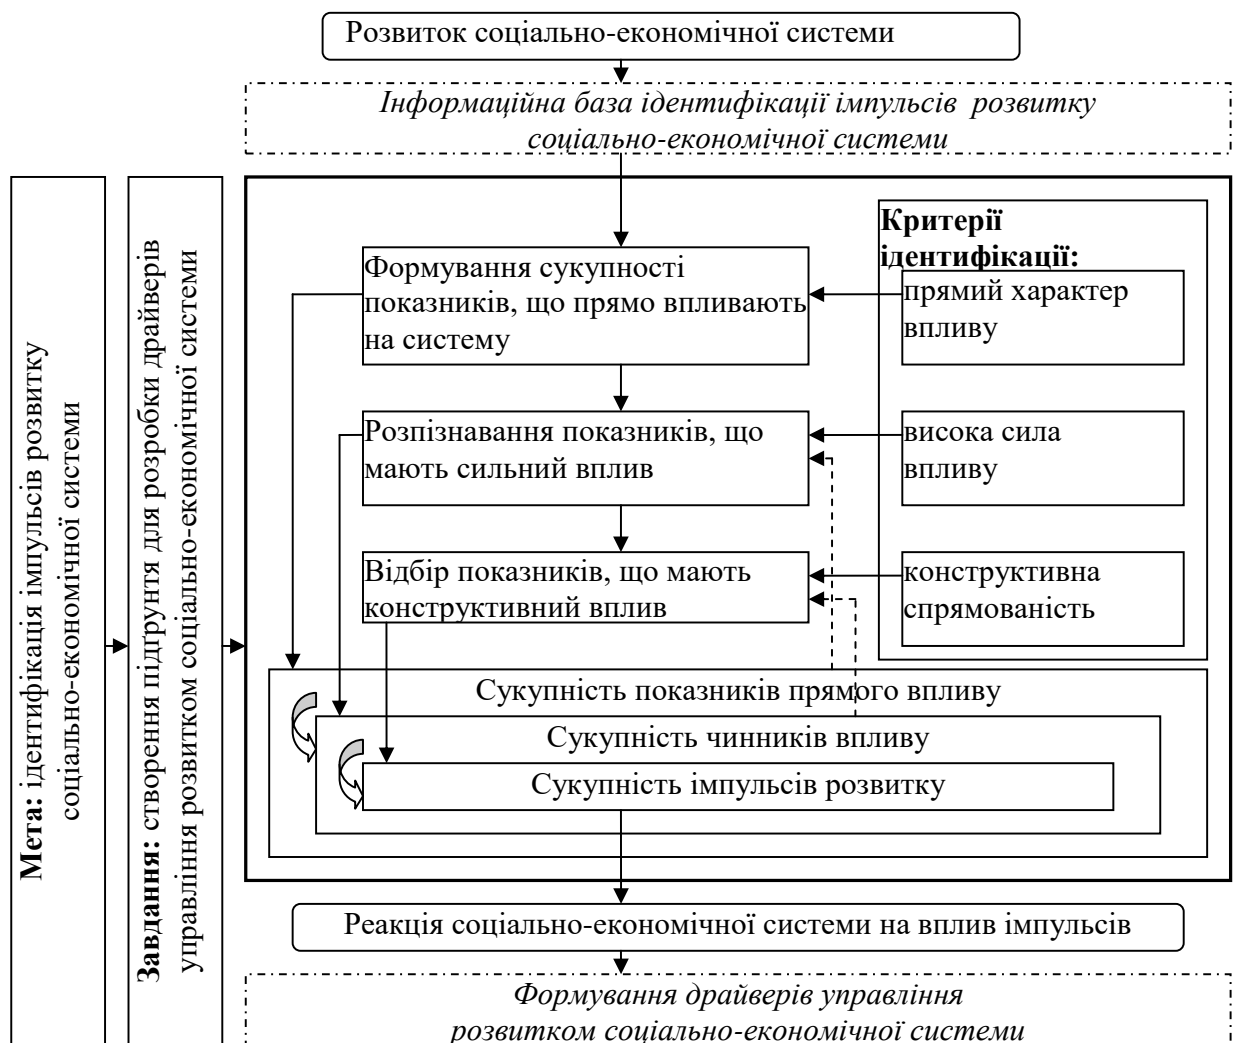 Розвиток соціально-економічної системи
Інформаційна база ідентифікації імпульсів розвитку
соціально-економічної системи
Мета: ідентифікація імпульсів розвитку
соціально-економічної системи
Завдання: створення підґрунтя для розробки драйверів
управління розвитком соціально-економічної системи
Критерії
ідентифікації:
Формування сукупності
показників, що прямо впливають
на систему
прямий характер
впливу
Розпізнавання показників, що
мають сильний вплив
висока сила
впливу
Відбір показників, що мають
конструктивний вплив
конструктивна
спрямованість
Сукупність показників прямого впливу
Сукупність чинників впливу
Сукупність імпульсів розвитку
Реакція соціально-економічної системи на вплив імпульсів
Формування драйверів управління
розвитком соціально-економічної системи